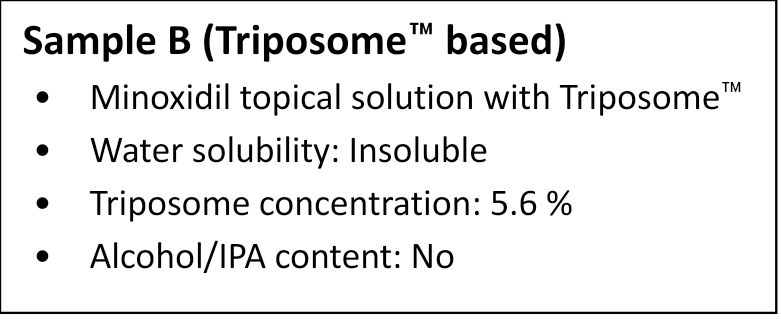 Sample B (Triposome™ based)
• Minoxidil topical solution with Triposome™
• Water solubility: Insoluble
• Triposome concentration: 5.6 %
• Alcohol/IPA content: No